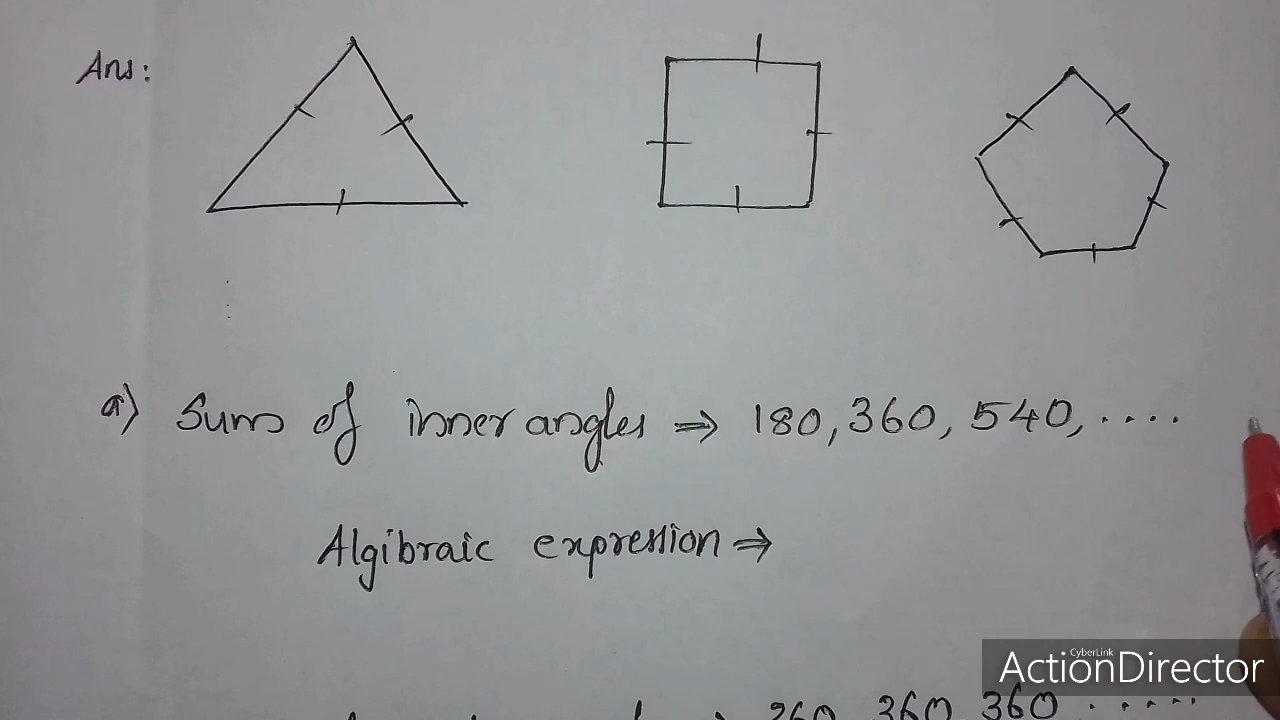 Ans:
a) Sum of inner angles ⇒ 180, 360, 540, ....
Algibraic expression ⇒
360, 360, 360 .....
CyberLink
ActionDirector